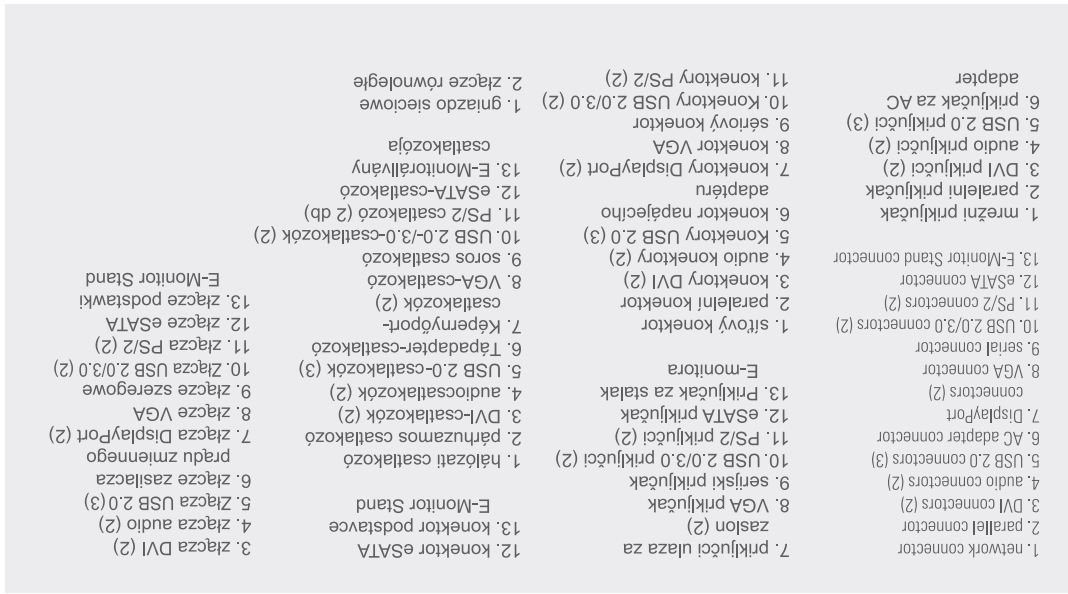 1. network connector
2. parallel connector
3. DVI connectors (2)
4. audio connectors (2)
5. USB 2.0 connectors (3)
6. AC adapter connector
7. DisplayPort
connectors (2)
8. VGA connector
9. serial connector
10. USB 2.0/3.0 connectors (2)
11. PS/2 connectors (2)
12. eSATA connector
13. E-Monitor Stand connector
1. mrežni priključak
2. paralelni priključak
3. DVI priključci (2)
4. audio priključci (2)
5. USB 2.0 priključci (3)
6. priključak za AC
adapter
7. priključci ulaza za
zaslon (2)
8. VGA priključak
9. serijski priključak
10. USB 2.0/3.0 priključci (2)
11. PS/2 priključci (2)
12. eSATA priključak
13. Priključak za stalak
E-monitora
1. síťový konektor
2. paralelní konektor
3. konektory DVI (2)
4. audio konektory (2)
5. Konektory USB 2.0 (3)
6. konektor napájecího
adaptéru
7. konektory DisplayPort (2)
8. konektor VGA
9. sériový konektor
10. Konektory USB 2.0/3.0 (2)
11. konektory PS/2 (2)
12. konektor eSATA
13. konektor podstavce
E-Monitor Stand
1. hálózáti csatlakozó
2. párhuzamos csatlakozó
3. DVI-csatlakozók (2)
4. audiocsatlakozók (2)
5. USB 2.0-csatlakozók (3)
6. Tápadapter-csatlakozó
7. Képernyőport-
csatlakozók (2)
8. VGA-csatlakozó
9. soros csatlakozó
10. USB 2.0-/3.0-csatlakozók (2)
11. PS/2 csatlakozó (2 db)
12. eSATA-csatlakozó
13. E-Monitorállvány
csatlakozója
1. gniazdo sieciowe
2. złącze równoległe
3. złącza DVI (2)
4. złącza audio (2)
5. Złącza USB 2.0 (3)
6. złącze zasilacza
prądu zmiennego
7. złącza DisplayPort (2)
8. złącze VGA
9. złącze szeregowe
10. Złącza USB 2.0/3.0 (2)
11. złącza PS/2 (2)
12. złącze eSATA
13. złącze podstawki
E-Monitor Stand